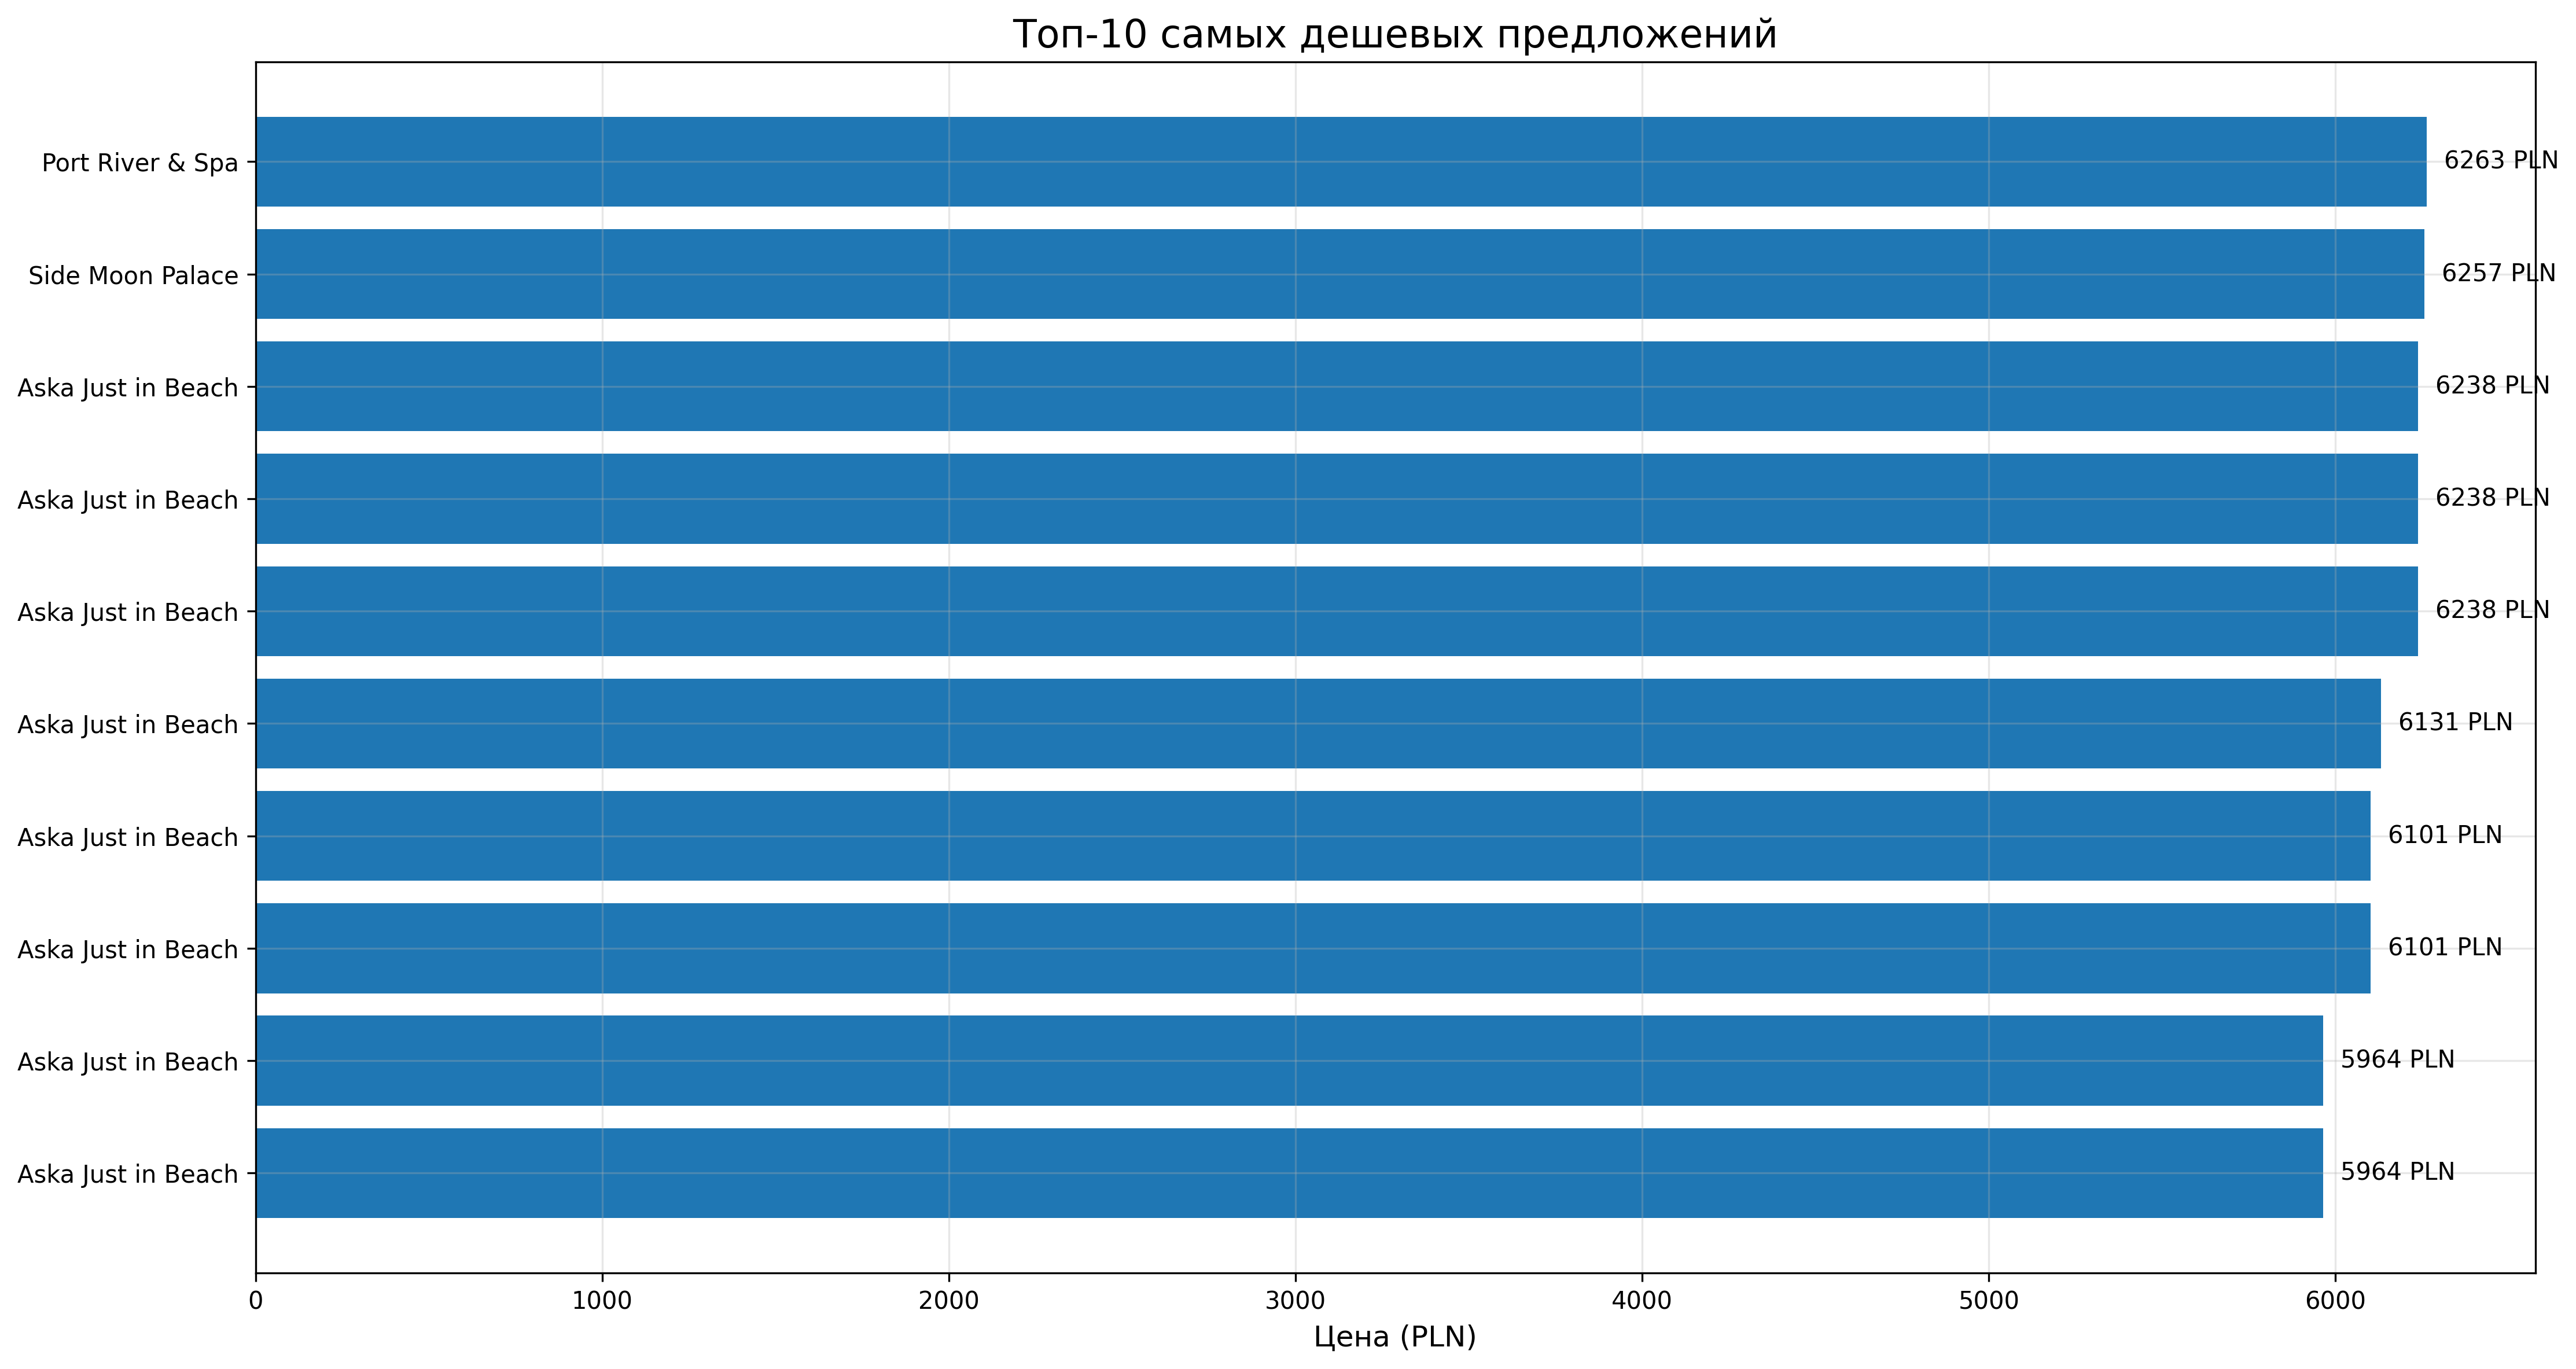 Топ-10 самых дешевых предложений
Port River & Spa 6263 PLN
Side Moon Palace 6257 PLN
Aska Just in Beach 6238 PLN
Aska Just in Beach 6238 PLN
Aska Just in Beach 6238 PLN
Aska Just in Beach 6131 PLN
Aska Just in Beach 6101 PLN
Aska Just in Beach 6101 PLN
Aska Just in Beach 5964 PLN
Aska Just in Beach 5964 PLN
0 1000 2000 3000 4000 5000 6000
Цена (PLN)